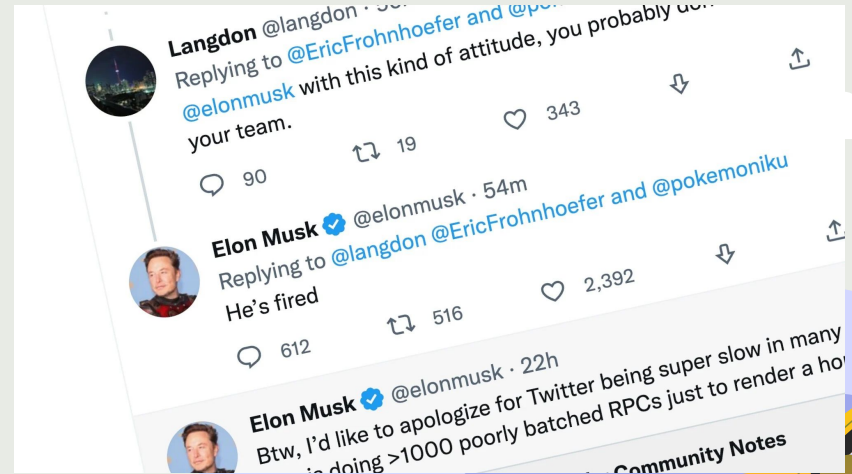 Langdon @langdon ·
Replying to @EricFrohnhoefer and
@elonmusk with this kind of attitude, you probably
your team.
90 19 343
Elon Musk @elonmusk · 54m
Replying to @langdon @EricFrohnhoefer and @pokemoniku
He's fired
612 516 2,392
Elon Musk @elonmusk · 22h
Btw, I'd like to apologize for Twitter being super slow in many
doing >1000 poorly batched RPCs just to render a
Community Notes